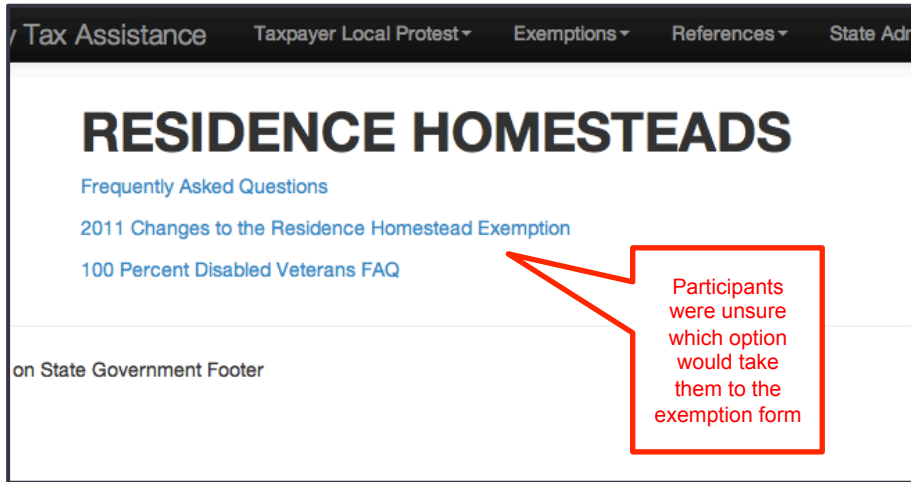 y Tax Assistance Taxpayer Local Protest Exemptions References State Adm
RESIDENCE HOMESTEADS
Frequently Asked Questions
2011 Changes to the Residence Homestead Exemption
100 Percent Disabled Veterans FAQ
Participants
were unsure
which option
would take
them to the
exemption form
on State Government Footer